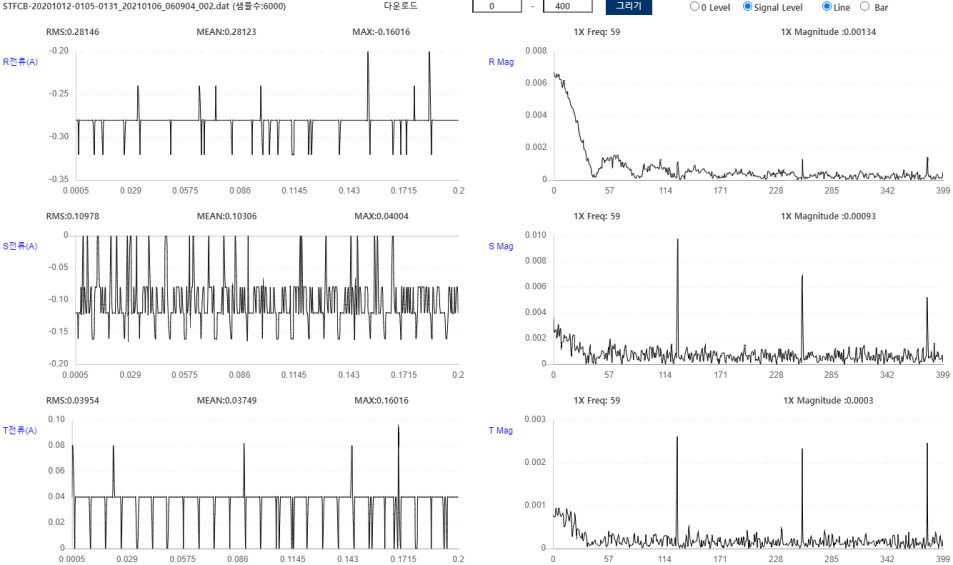 STFCB-20201012-0105-0131_20210106_060904_002.dat (샘플수:6000) 다운로드 0 - 400 그리기 0 Level Signal Level Line Bar
RMS:0.28146 MEAN:0.28123 MAX:-0.16016 1X Freq: 59 1X Magnitude :0.00134
R전류(A) R Mag
-0.20
-0.25
-0.30
-0.35
0.0005 0.029 0.0575 0.086 0.1145 0.143 0.1715 0.2
0.008
0.006
0.004
0.002
0
0 57 114 171 228 285 342 399
RMS:0.10978 MEAN:0.10306 MAX:0.04004 1X Freq: 59 1X Magnitude :0.00093
S전류(A) S Mag
0
-0.05
-0.10
-0.15
-0.20
0.0005 0.029 0.0575 0.086 0.1145 0.143 0.1715 0.2
0.010
0.008
0.006
0.004
0.002
0
0 57 114 171 228 285 342 399
RMS:0.03954 MEAN:0.03749 MAX:0.16016 1X Freq: 59 1X Magnitude :0.0003
T전류(A) T Mag
0.10
0.08
0.06
0.04
0.02
0
0.0005 0.029 0.0575 0.086 0.1145 0.143 0.1715 0.2
0.003
0.002
0.001
0
0 57 114 171 228 285 342 399